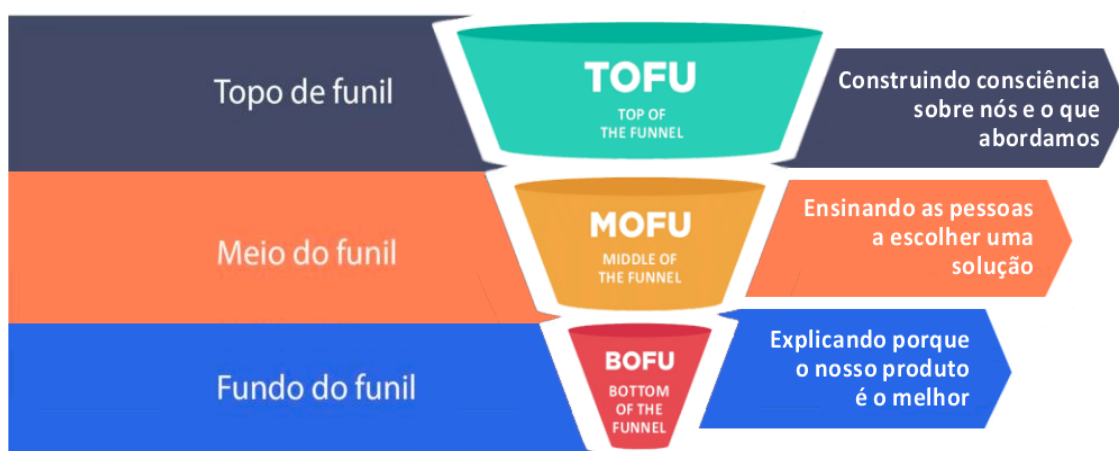 Topo de funil
TOFU
TOP OF
THE FUNNEL
Construindo consciência
sobre nós e o que
abordamos
Meio do funil
MOFU
MIDDLE OF
THE FUNNEL
Ensinando as pessoas
a escolher uma
solução
Fundo do funil
BOFU
BOTTOM
OF THE
FUNNEL
Explicando porque
o nosso produto
é o melhor